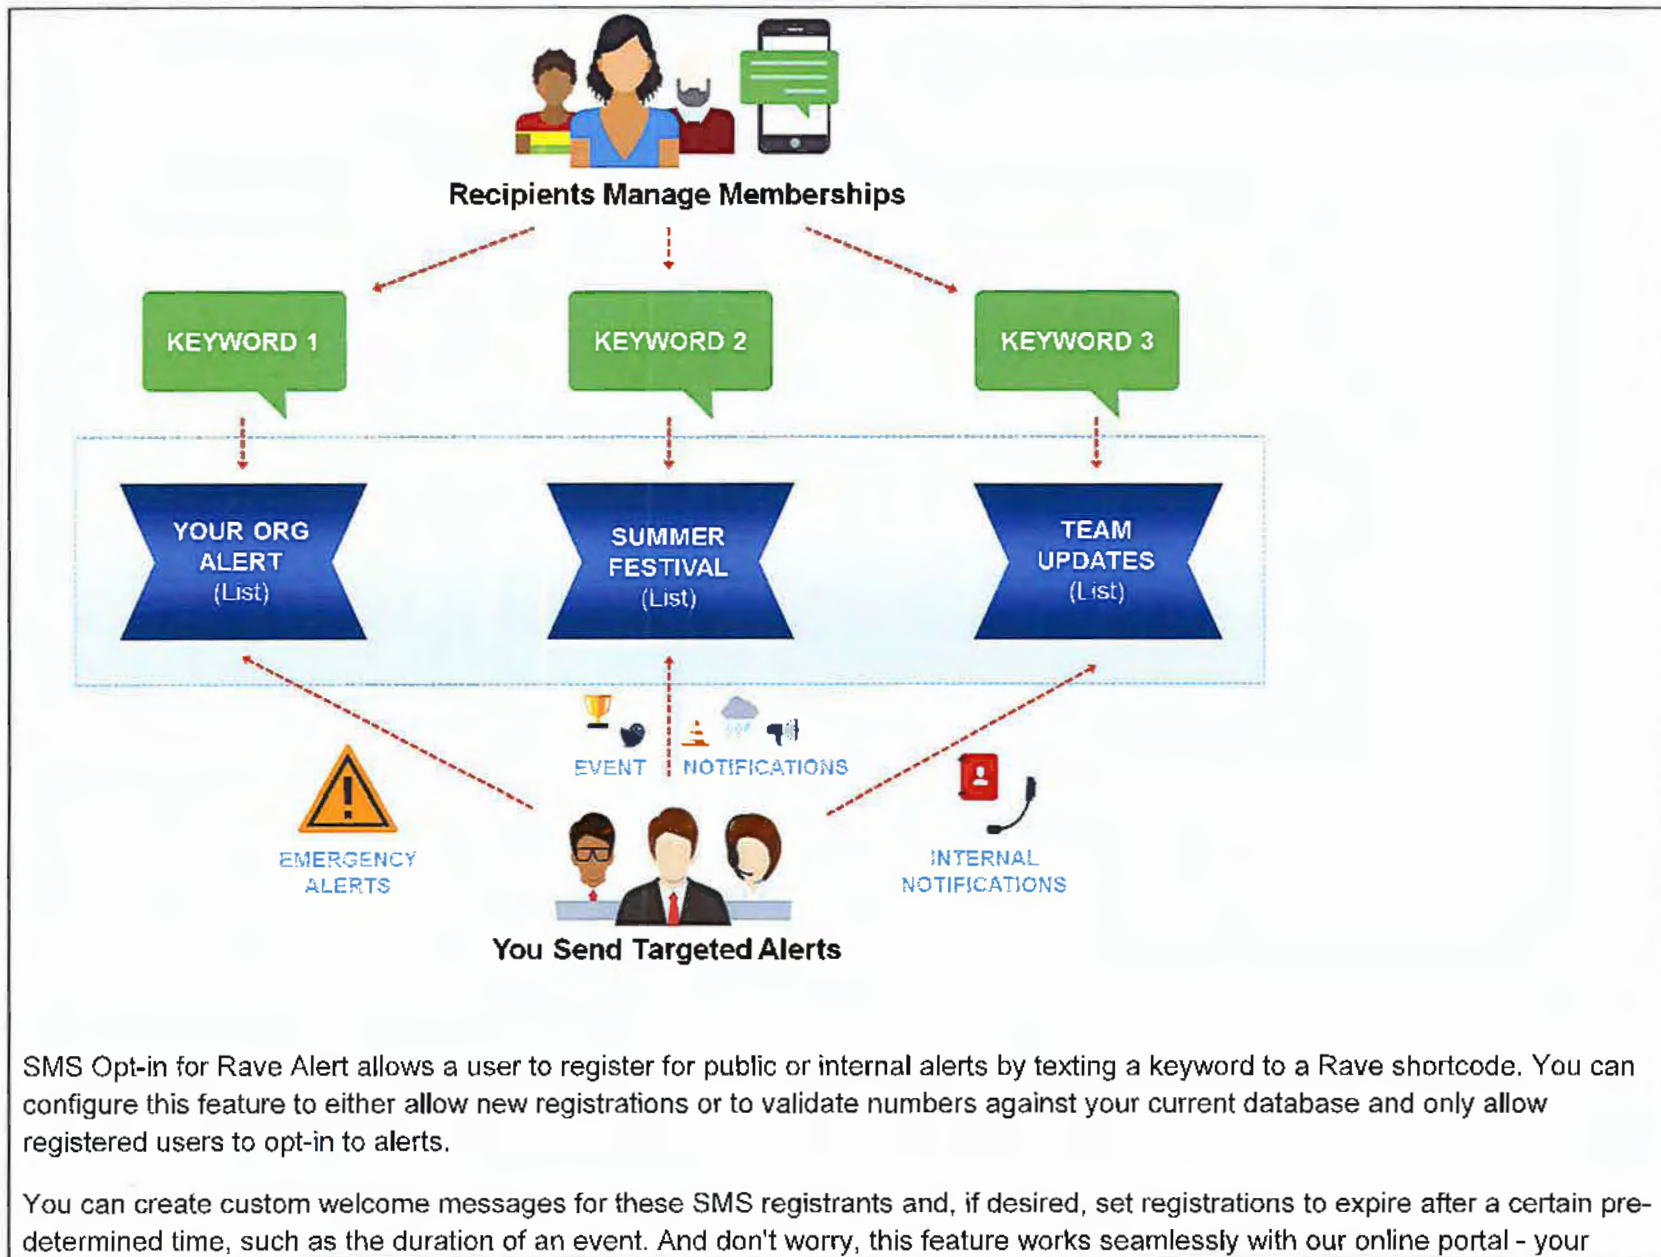 Recipients Manage Memberships
KEYWORD 1
KEYWORD 2
KEYWORD 3
YOUR ORG
ALERT
(List)
SUMMER
FESTIVAL
(List)
TEAM
UPDATES
(List)
EVENT NOTIFICATIONS
EMERGENCY
ALERTS
INTERNAL
NOTIFICATIONS
You Send Targeted Alerts
SMS Opt-in for Rave Alert allows a user to register for public or internal alerts by texting a keyword to a Rave shortcode. You can
configure this feature to either allow new registrations or to validate numbers against your current database and only allow
registered users to opt-in to alerts.
You can create custom welcome messages for these SMS registrants and, if desired, set registrations to expire after a certain pre-
determined time, such as the duration of an event. And don't worry, this feature works seamlessly with our online portal - your